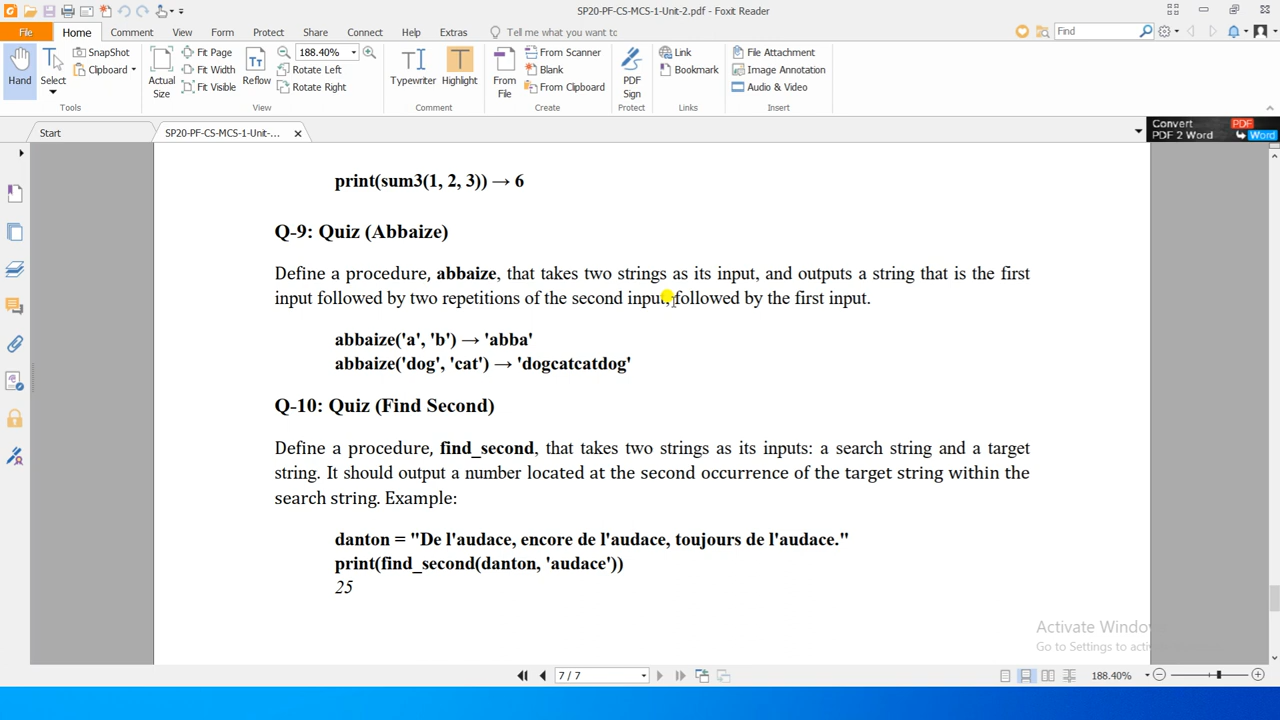 SP20-PF-CS-MCS-1-Unit-2.pdf - Foxit Reader
File Home Comment View Form Protect Share Connect Help Extras Tell me what you want to do Find
Hand
Select
SnapShot
Clipboard
Tools
Actual Size
Fit Page
Fit Width
Fit Visible
Reflow
188.40%
Rotate Left
Rotate Right
View
Typewriter
Highlight
Comment
From File
From Scanner
Blank
From Clipboard
Create
PDF Sign
Protect
Link
Bookmark
Links
File Attachment
Image Annotation
Audio & Video
Insert
Start SP20-PF-CS-MCS-1-Unit-...
Convert PDF
PDF 2 Word Word
print(sum3(1, 2, 3)) → 6
Q-9: Quiz (Abbaize)
Define a procedure, abbaize, that takes two strings as its input, and outputs a string that is the first
input followed by two repetitions of the second input, followed by the first input.
abbaize('a', 'b') → 'abba'
abbaize('dog', 'cat') → 'dogcatcatdog'
Q-10: Quiz (Find Second)
Define a procedure, find_second, that takes two strings as its inputs: a search string and a target
string. It should output a number located at the second occurrence of the target string within the
search string. Example:
danton = "De l'audace, encore de l'audace, toujours de l'audace."
print(find_second(danton, 'audace'))
25
Activate Windo
Go to Settings to acti
7 / 7
188.40%